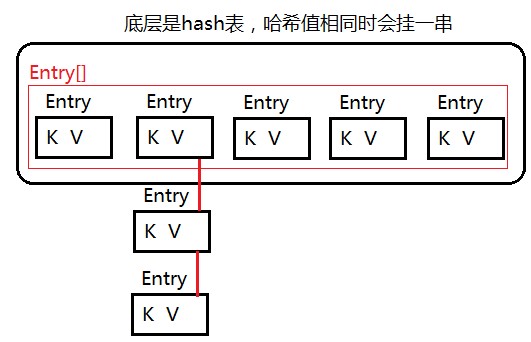 底层是hash表，哈希值相同时会挂一串
Entry[]
Entry Entry Entry Entry Entry
K V K V K V K V K V
Entry
K V
Entry
K V